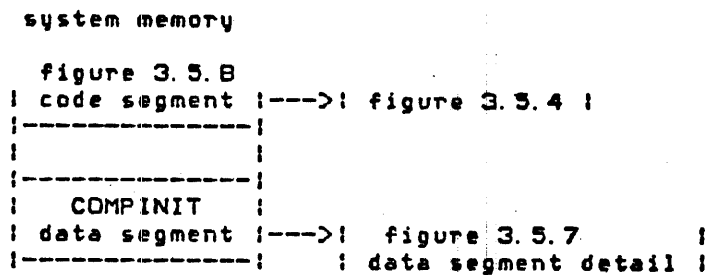 system memory
figure 3.5.8
| code segment |--->| figure 3.5.4 |
|---------------|
| |
|---------------|
| COMPINIT |
| data segment |--->| figure 3.5.7 |
|---------------| | data segment detail |